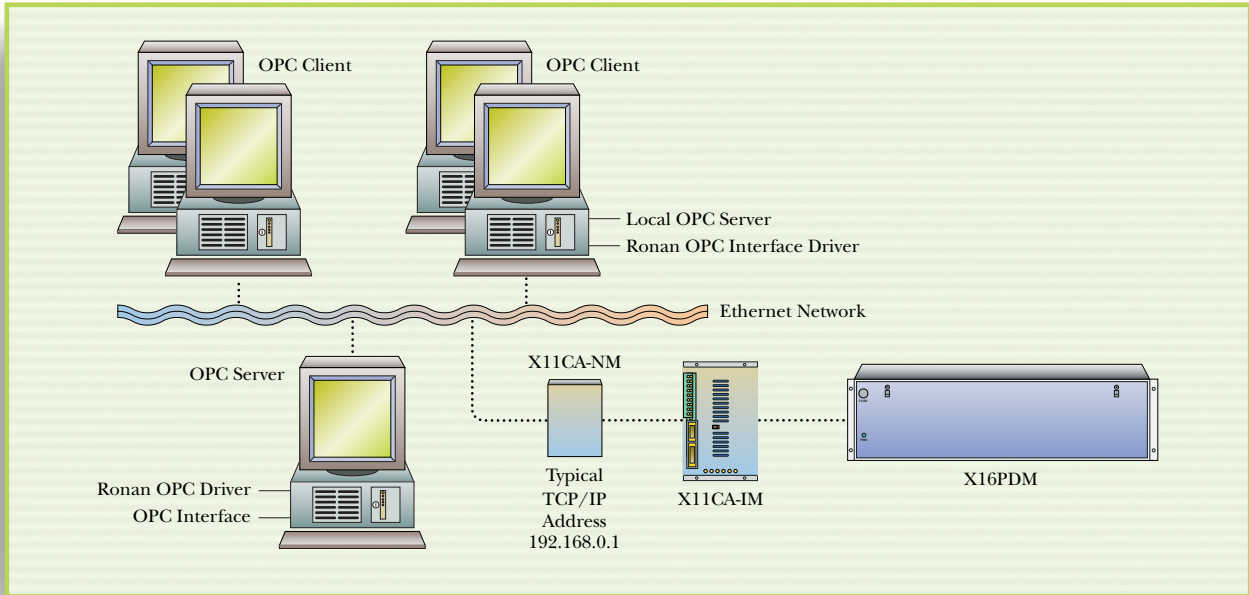 OPC Client
OPC Client
Local OPC Server
Ronan OPC Interface Driver
Ethernet Network
OPC Server
Ronan OPC Driver
OPC Interface
X11CA-NM
Typical
TCP/IP
Address
192.168.0.1
X11CA-IM
X16PDM